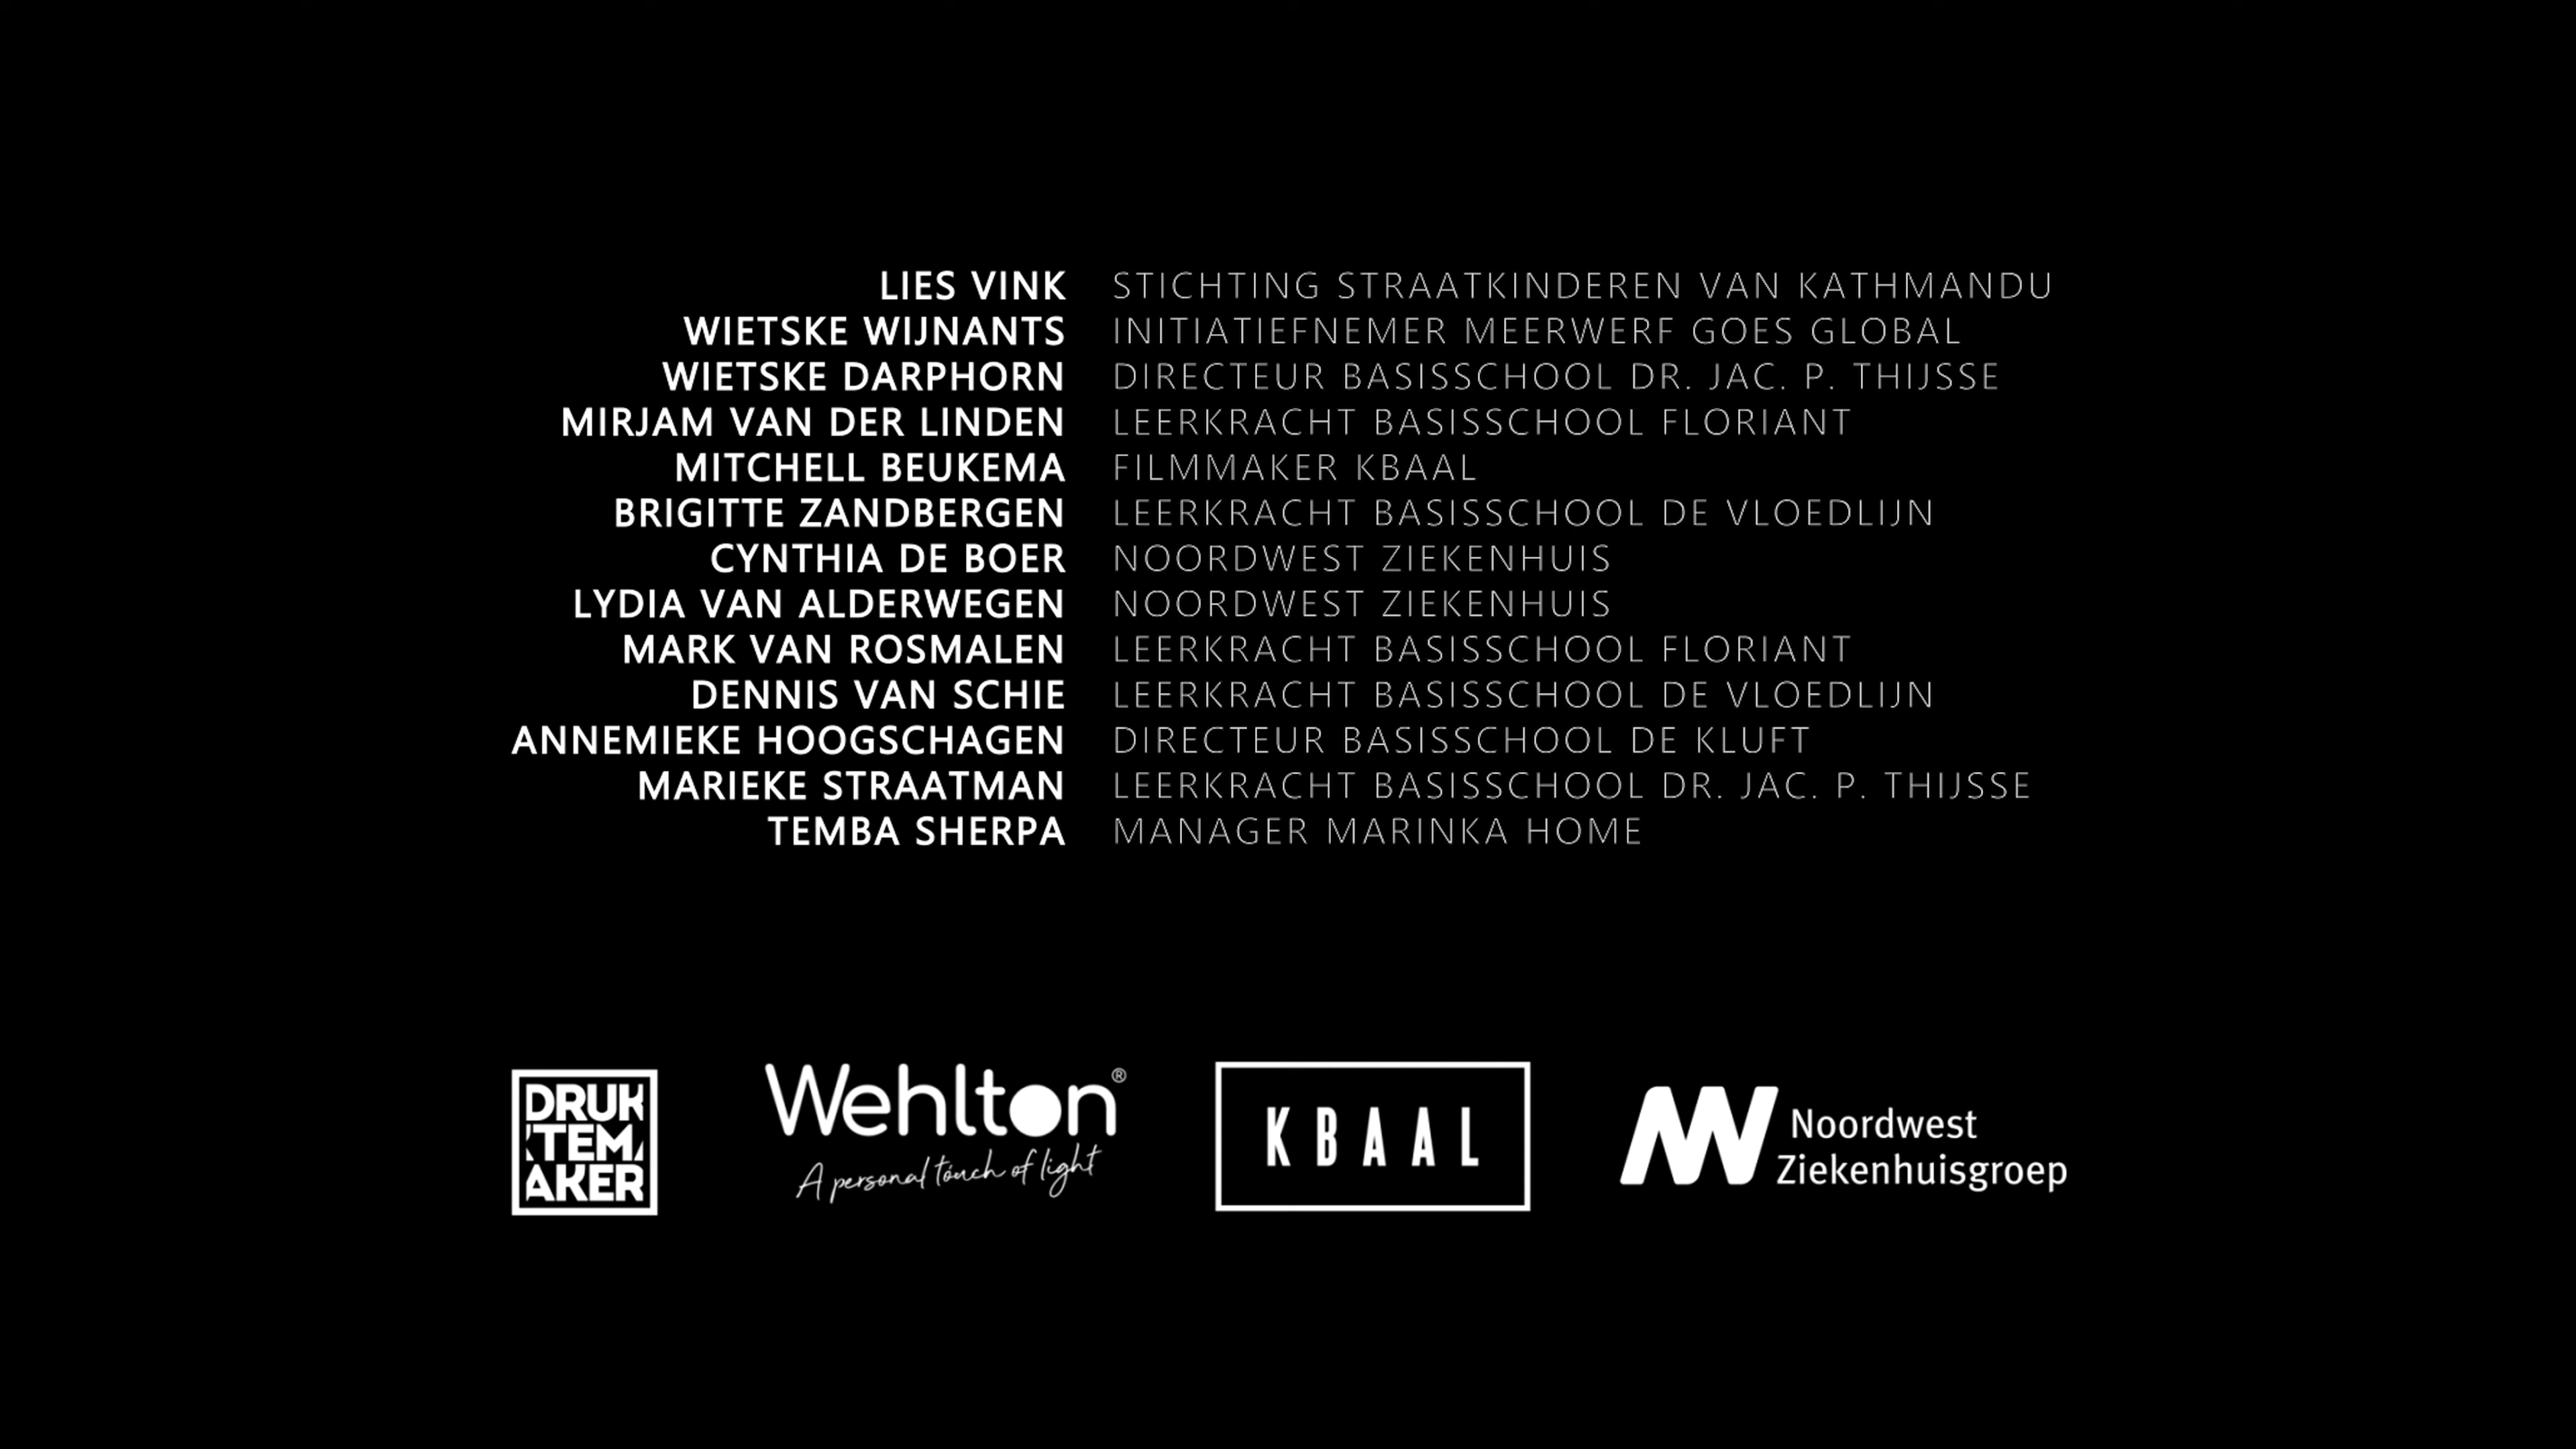 LIES VINK STICHTING STRAATKINDEREN VAN KATHMANDU
WIETSKE WIJNANTS INITIATIEFNEMER MEERWERF GOES GLOBAL
WIETSKE DARPHORN DIRECTEUR BASISSCHOOL DR. JAC. P. THIJSSE
MIRJAM VAN DER LINDEN LEERKRACHT BASISSCHOOL FLORIANT
MITCHELL BEUKEMA FILMMAKER KBAAL
BRIGITTE ZANDBERGEN LEERKRACHT BASISSCHOOL DE VLOEDLIJN
CYNTHIA DE BOER NOORDWEST ZIEKENHUIS
LYDIA VAN ALDERWEGEN NOORDWEST ZIEKENHUIS
MARK VAN ROSMALEN LEERKRACHT BASISSCHOOL FLORIANT
DENNIS VAN SCHIE LEERKRACHT BASISSCHOOL DE VLOEDLIJN
ANNEMIEKE HOOGSCHAGEN DIRECTEUR BASISSCHOOL DE KLUFT
MARIEKE STRAATMAN LEERKRACHT BASISSCHOOL DR. JAC. P. THIJSSE
TEMBA SHERPA MANAGER MARINKA HOME
DRUK
TEM
AKER
Wehlton®
A personal touch of light
KBAAL
NW
Noordwest
Ziekenhuisgroep